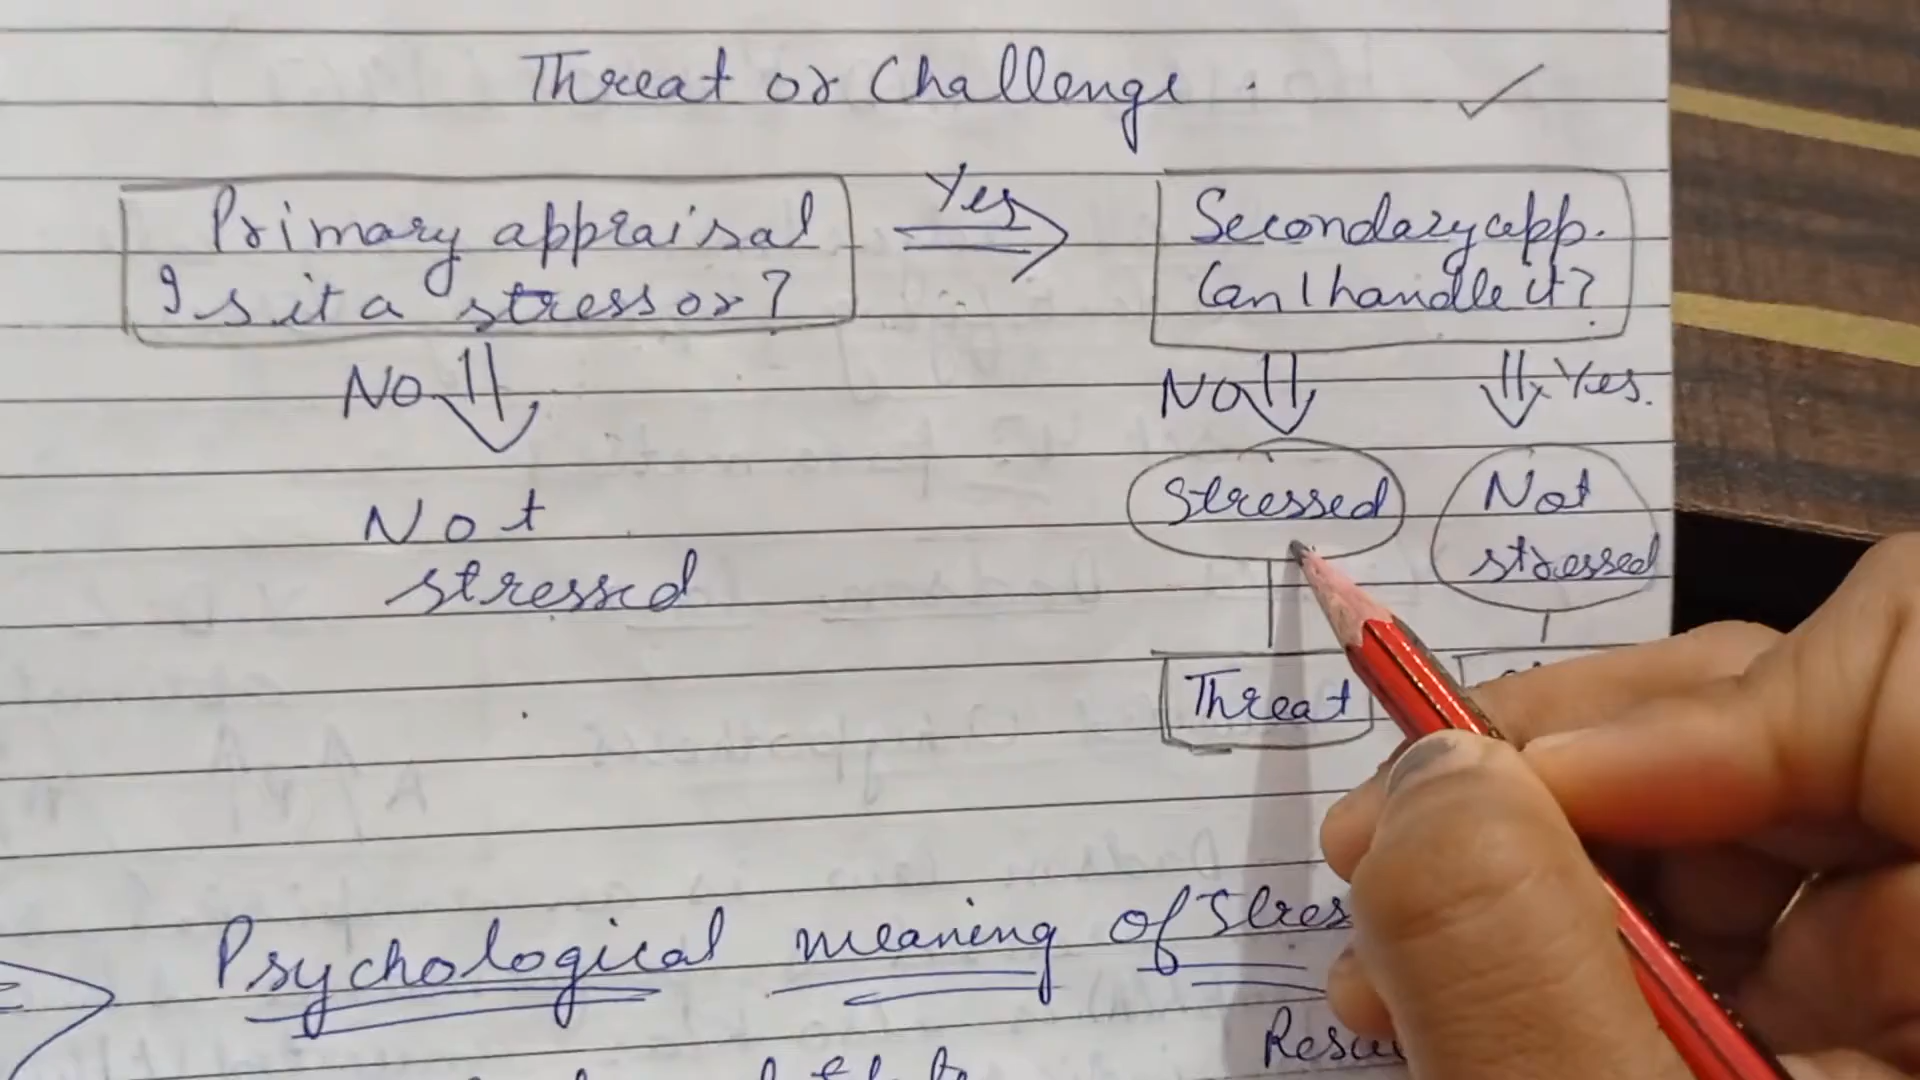 Threat or Challenge.
Primary appraisal
Is it a stressor?
Yes
Secondary app.
Can I handle it?
No
Not
stressed
No
Yes.
Stressed
Not
stressed
Threat
Psychological meaning of Stres